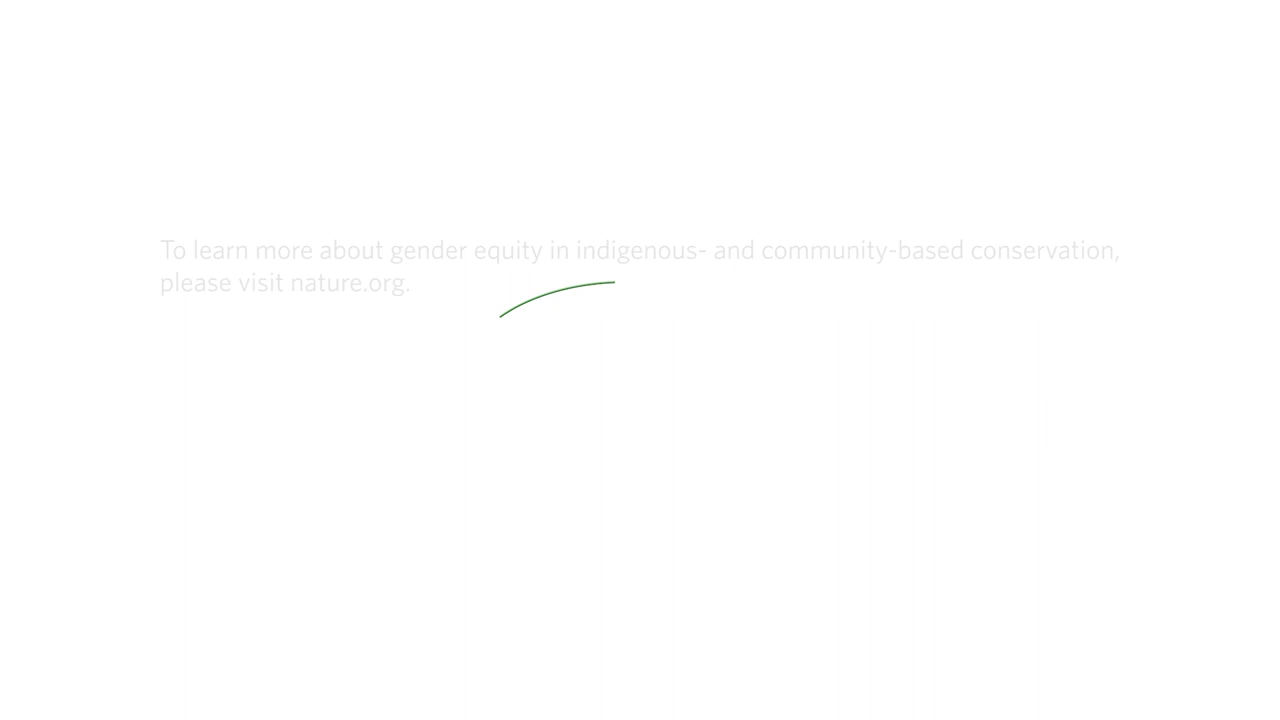 To learn more about gender equity in indigenous- and community-based conservation,
please visit nature.org.